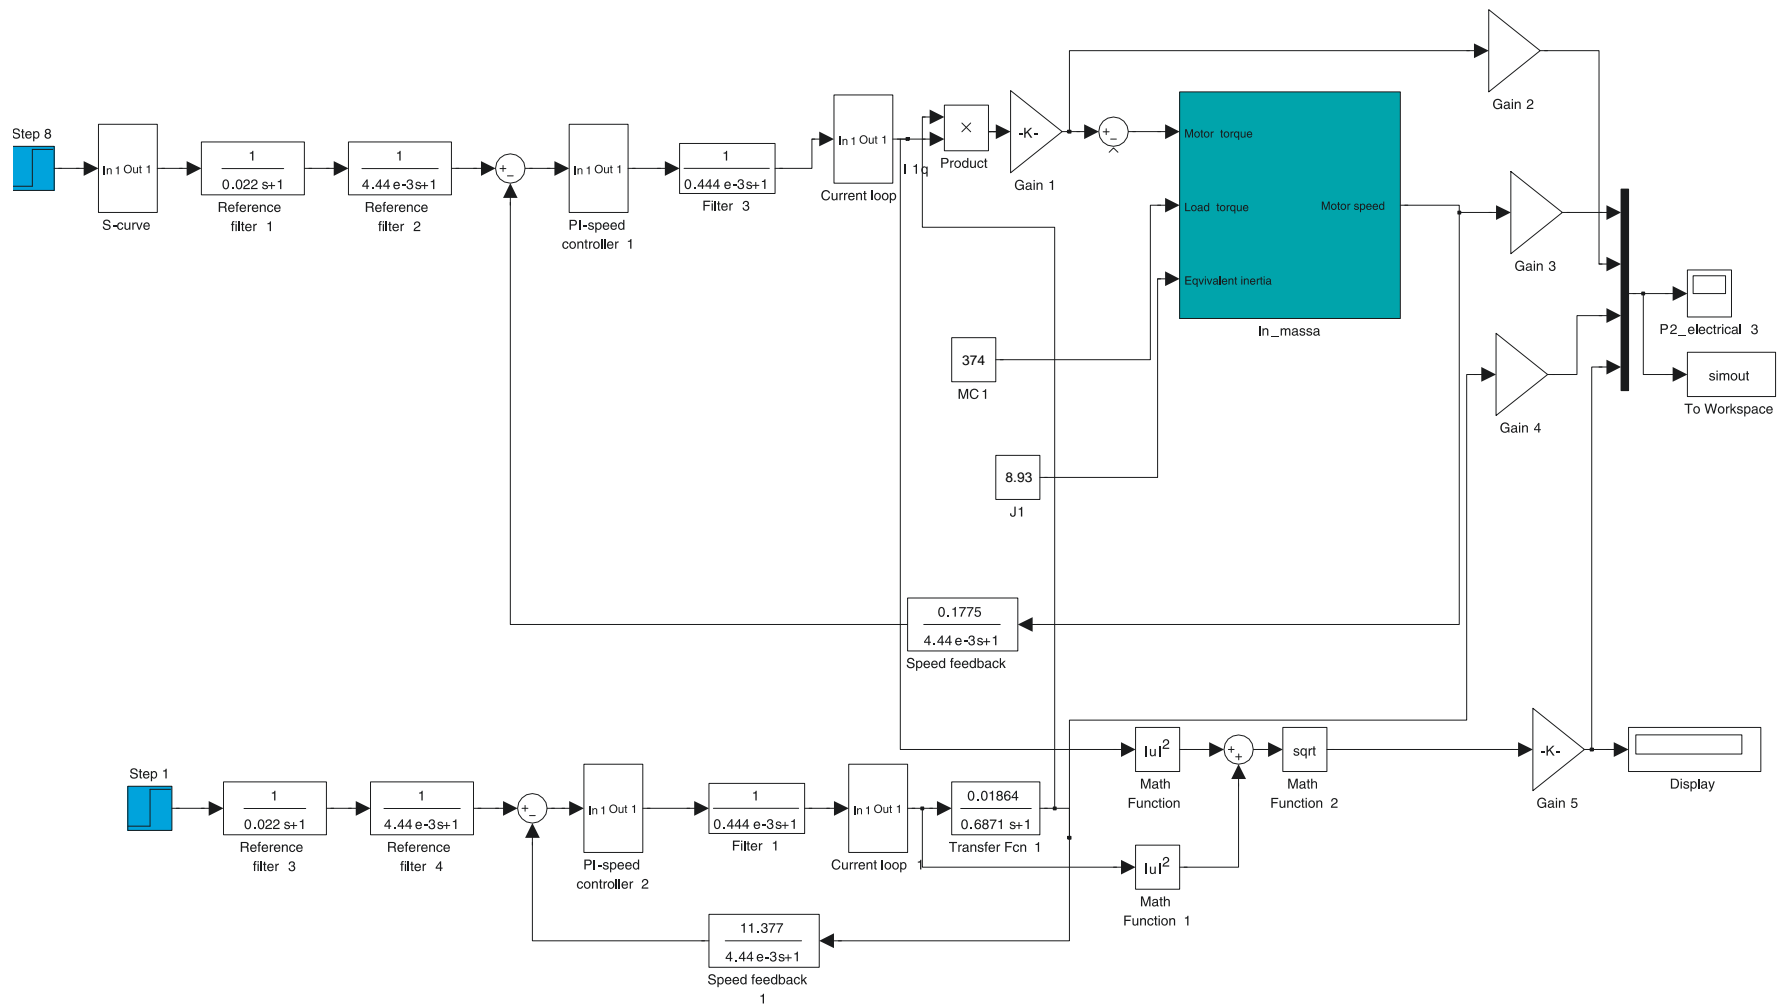 Step 8
In 1 Out 1
S-curve
1
0.022 s+1
Reference
filter 1
1
4.44 e-3s+1
Reference
filter 2
+
−
In 1 Out 1
PI-speed
controller 1
1
0.444 e-3s+1
Filter 3
In 1 Out 1
Current loop
I 1q
×
Product
-K-
Gain 1
+
−
Motor torque
Load torque
Eqvivalent inertia
Motor speed
In_massa
Gain 2
Gain 3
Gain 4
P2_electrical 3
simout
To Workspace
374
MC 1
8.93
J1
0.1775
4.44 e-3s+1
Speed feedback
Step 1
1
0.022 s+1
Reference
filter 3
1
4.44 e-3s+1
Reference
filter 4
+
−
In 1 Out 1
PI-speed
controller 2
1
0.444 e-3s+1
Filter 1
In 1 Out 1
Current loop 1
0.01864
0.6871 s+1
Transfer Fcn 1
|u|²
Math
Function
+
+
sqrt
Math
Function 2
-K-
Gain 5
Display
|u|²
Math
Function 1
11.377
4.44 e-3s+1
Speed feedback
1